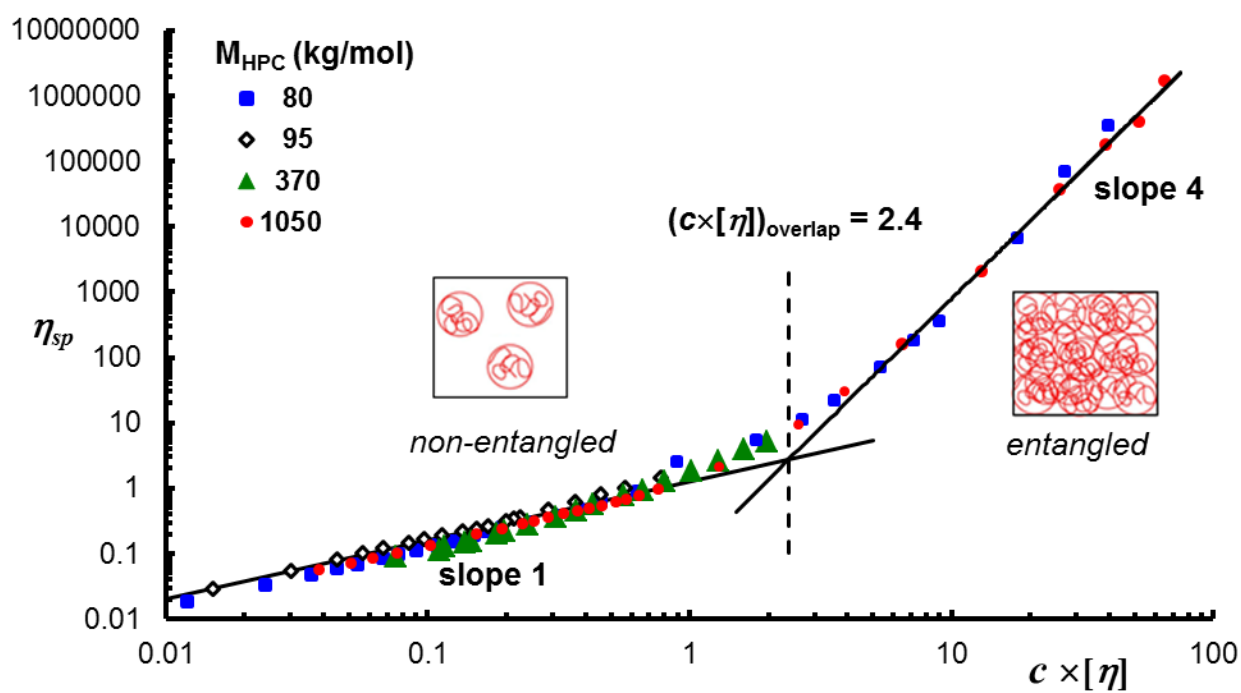 100000000
1000000
100000
10000
1000
100
10
1
0.1
0.01
η_sp
M_HPC (kg/mol)
80
95
370
1050
(c×[η])_overlap = 2.4
slope 4
non-entangled
entangled
slope 1
0.01 0.1 1 10 100
c ×[η]